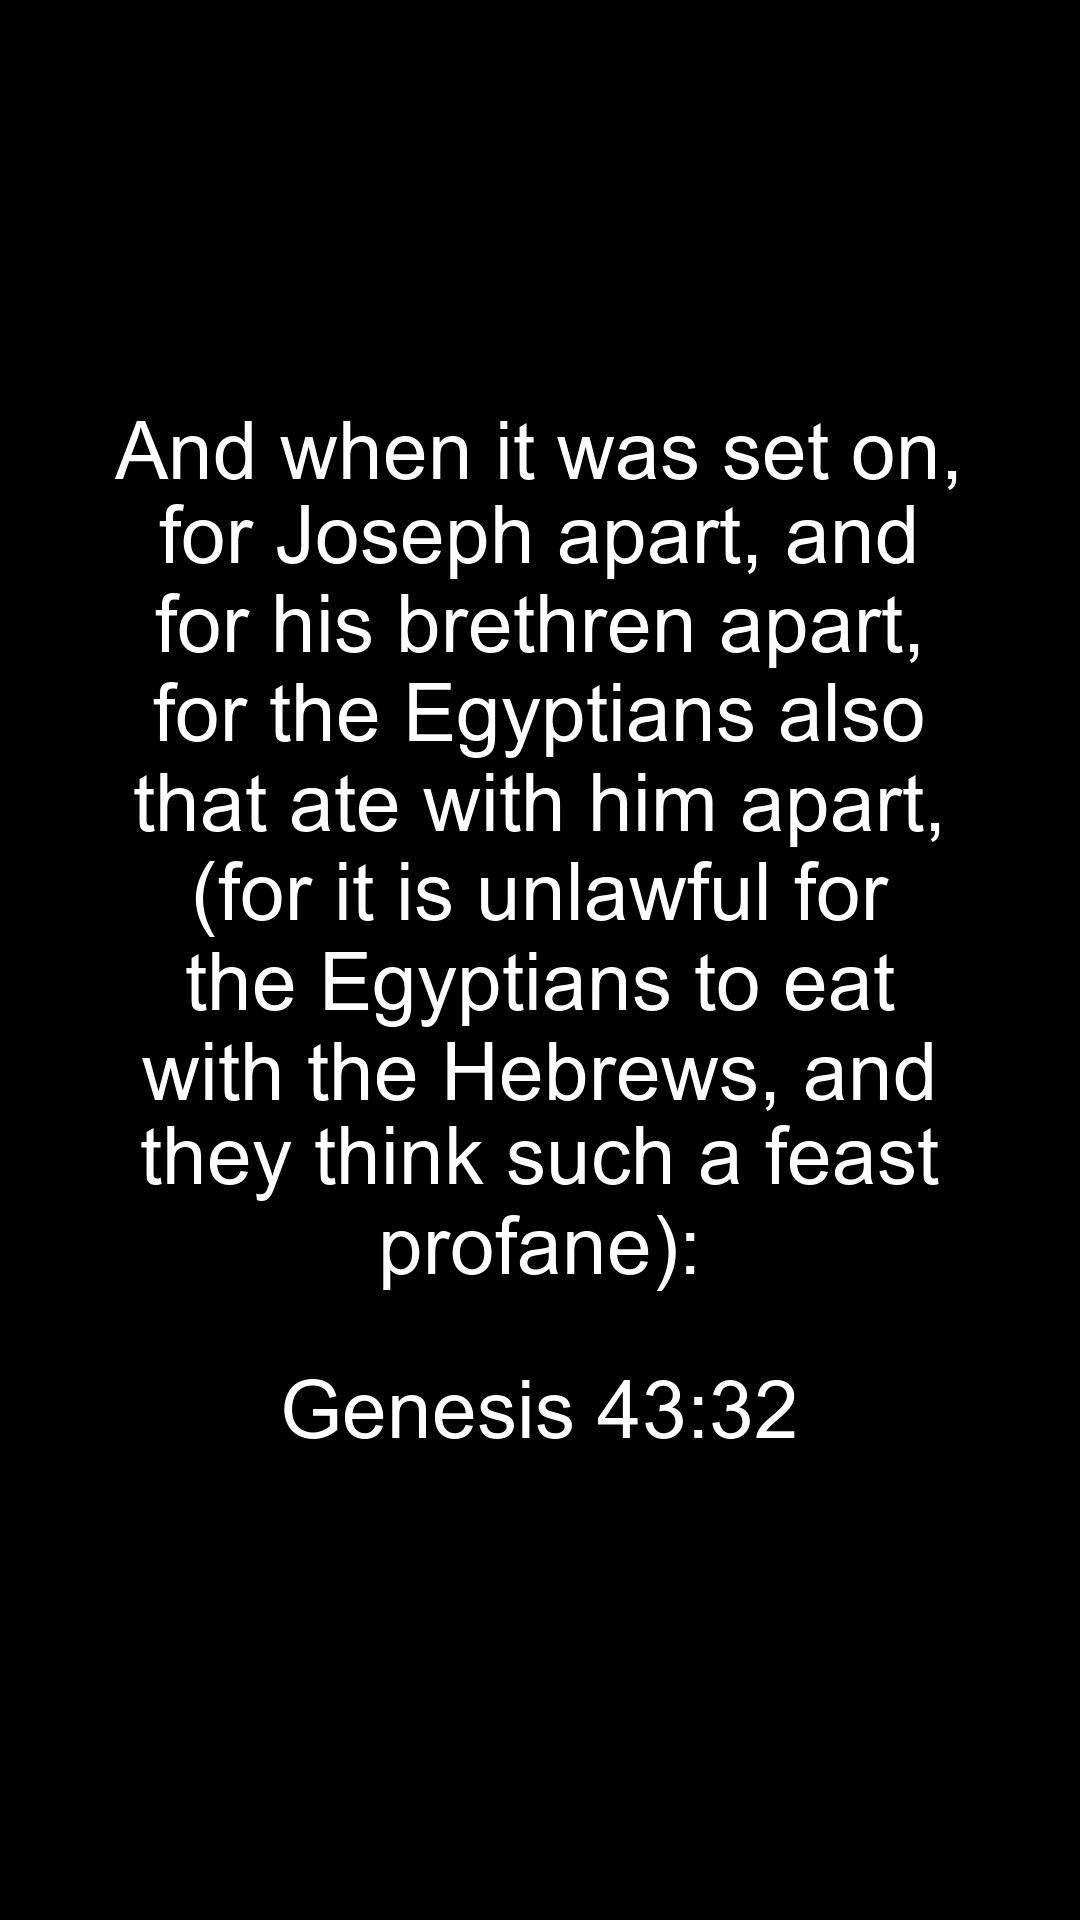 And when it was set on,
for Joseph apart, and
for his brethren apart,
for the Egyptians also
that ate with him apart,
(for it is unlawful for
the Egyptians to eat
with the Hebrews, and
they think such a feast
profane):
Genesis 43:32